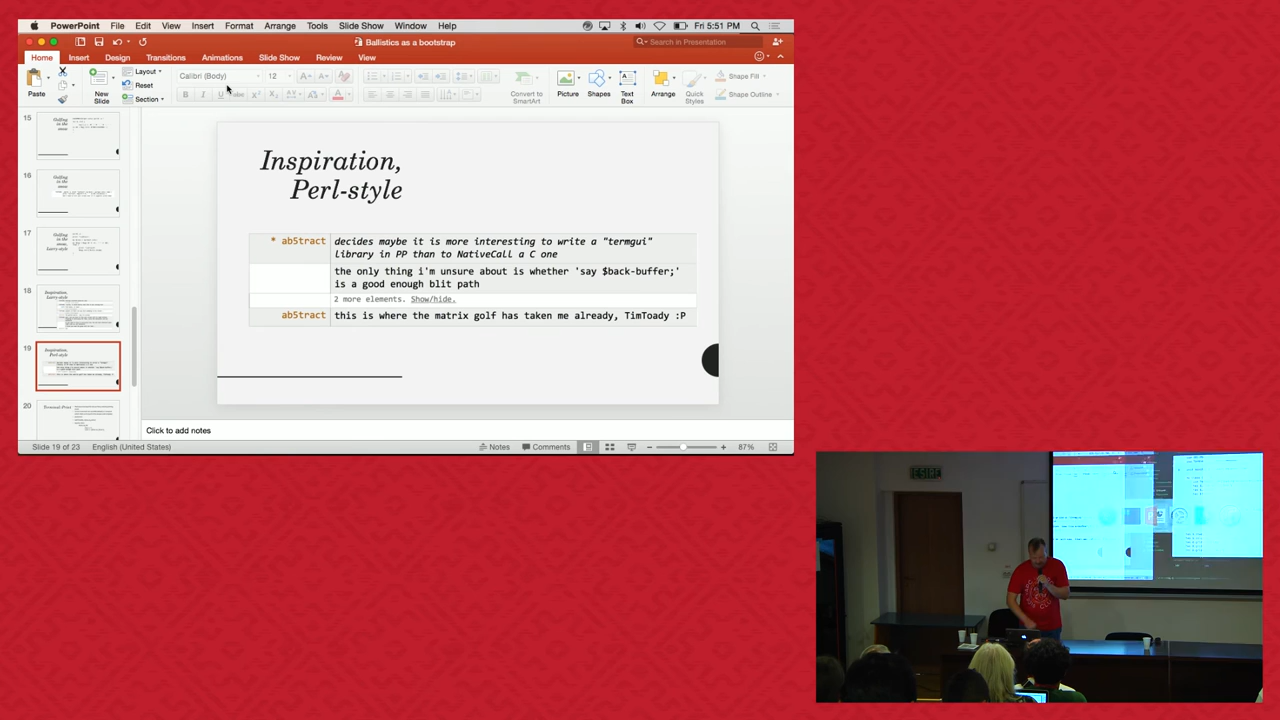 PowerPoint File Edit View Insert Format Arrange Tools Slide Show Window Help Fri 5:51 PM
Ballistics as a bootstrap
Search in Presentation
Home Insert Design Transitions Animations Slide Show Review View
Paste
New Slide
Layout
Reset
Section
Calibri (Body) 12
Convert to SmartArt
Picture
Shapes
Text Box
Arrange
Quick Styles
Shape Fill
Shape Outline
15
16
17
18
19
20
Inspiration,
Perl-style
* ab5tract decides maybe it is more interesting to write a "termgui"
library in PP than to NativeCall a C one
the only thing i'm unsure about is whether 'say $back-buffer;'
is a good enough blit path
2 more elements. Show/hide.
ab5tract this is where the matrix golf has taken me already, TimToady :P
Click to add notes
Slide 19 of 23 English (United States) Notes Comments 87%
IESIRE